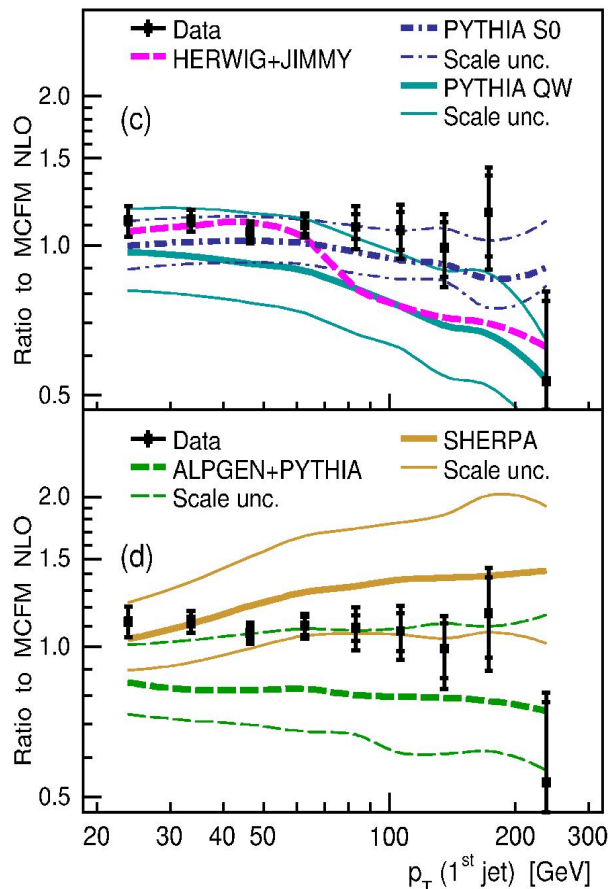 Data
HERWIG+JIMMY
PYTHIA S0
Scale unc.
PYTHIA QW
Scale unc.
(c)
Ratio to MCFM NLO
2.0
1.5
1.0
0.5
Data
ALPGEN+PYTHIA
Scale unc.
SHERPA
Scale unc.
(d)
Ratio to MCFM NLO
2.0
1.5
1.0
0.5
20 30 40 50 100 200 300
p_T (1^st jet) [GeV]